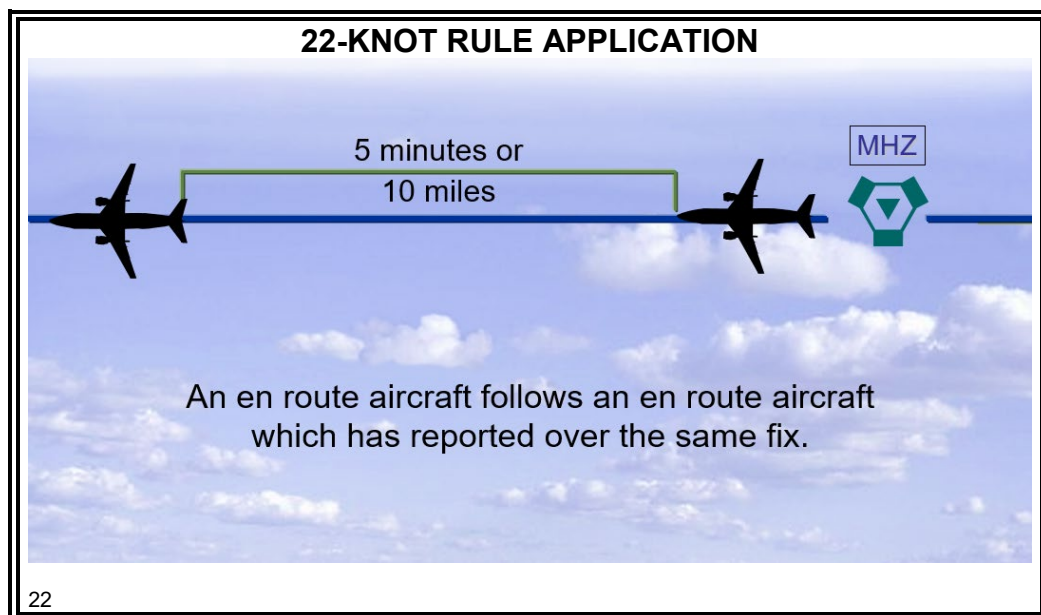 22-KNOT RULE APPLICATION
5 minutes or
10 miles
MHZ
An en route aircraft follows an en route aircraft
which has reported over the same fix.
22